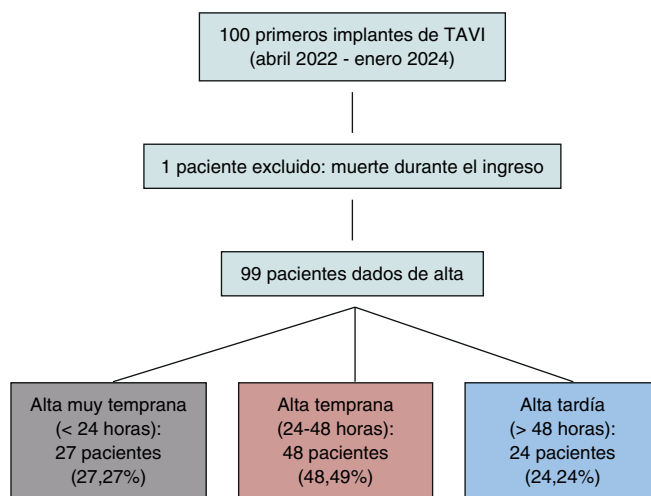 100 primeros implantes de TAVI
(abril 2022 - enero 2024)
1 paciente excluido: muerte durante el ingreso
99 pacientes dados de alta
Alta muy temprana
(< 24 horas):
27 pacientes
(27,27%)
Alta temprana
(24-48 horas):
48 pacientes
(48,49%)
Alta tardía
(> 48 horas):
24 pacientes
(24,24%)